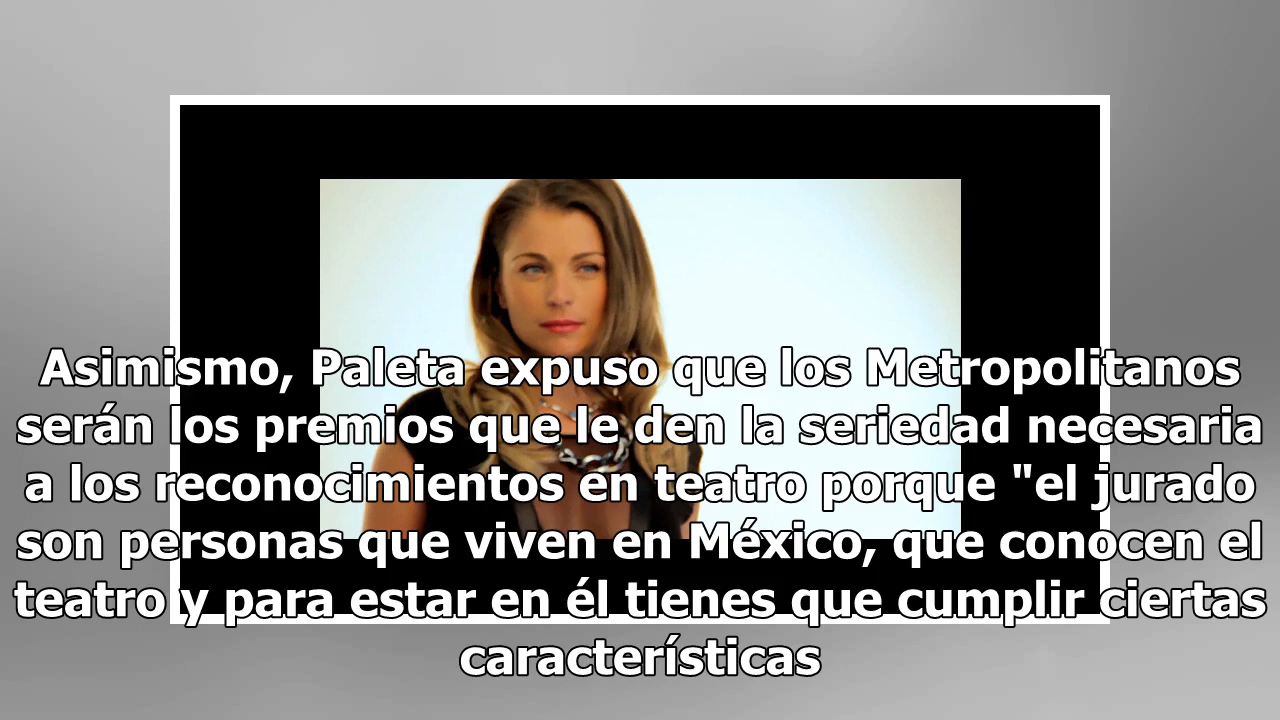 Asimismo, Paleta expuso que los Metropolitanos
serán los premios que le den la seriedad necesaria
a los reconocimientos en teatro porque "el jurado
son personas que viven en México, que conocen el
teatro y para estar en él tienes que cumplir ciertas
características